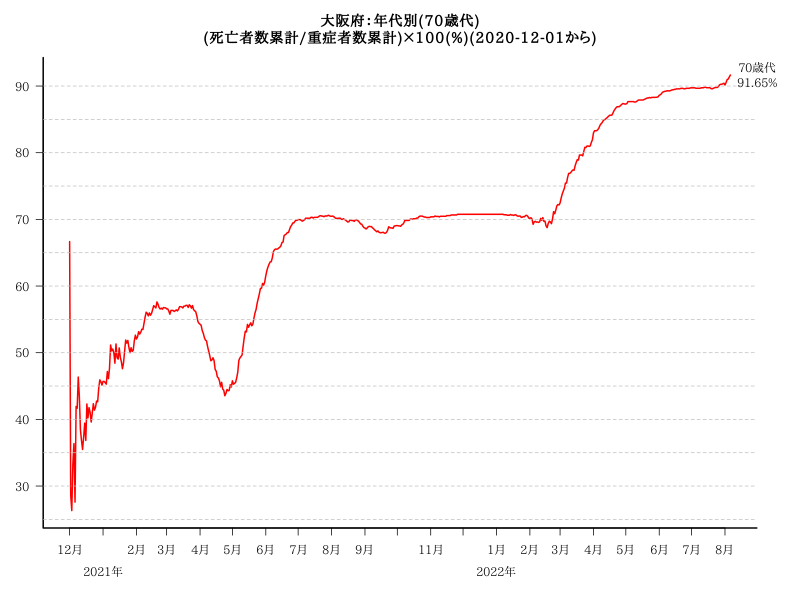 大阪府:年代別(70歳代)
(死亡者数累計/重症者数累計)×100(%)(2020-12-01から)
70歳代
91.65%
90
80
70
60
50
40
30
12月 2月 3月 4月 5月 6月 7月 8月 9月 11月 1月 2月 3月 4月 5月 6月 7月 8月
2021年 2022年